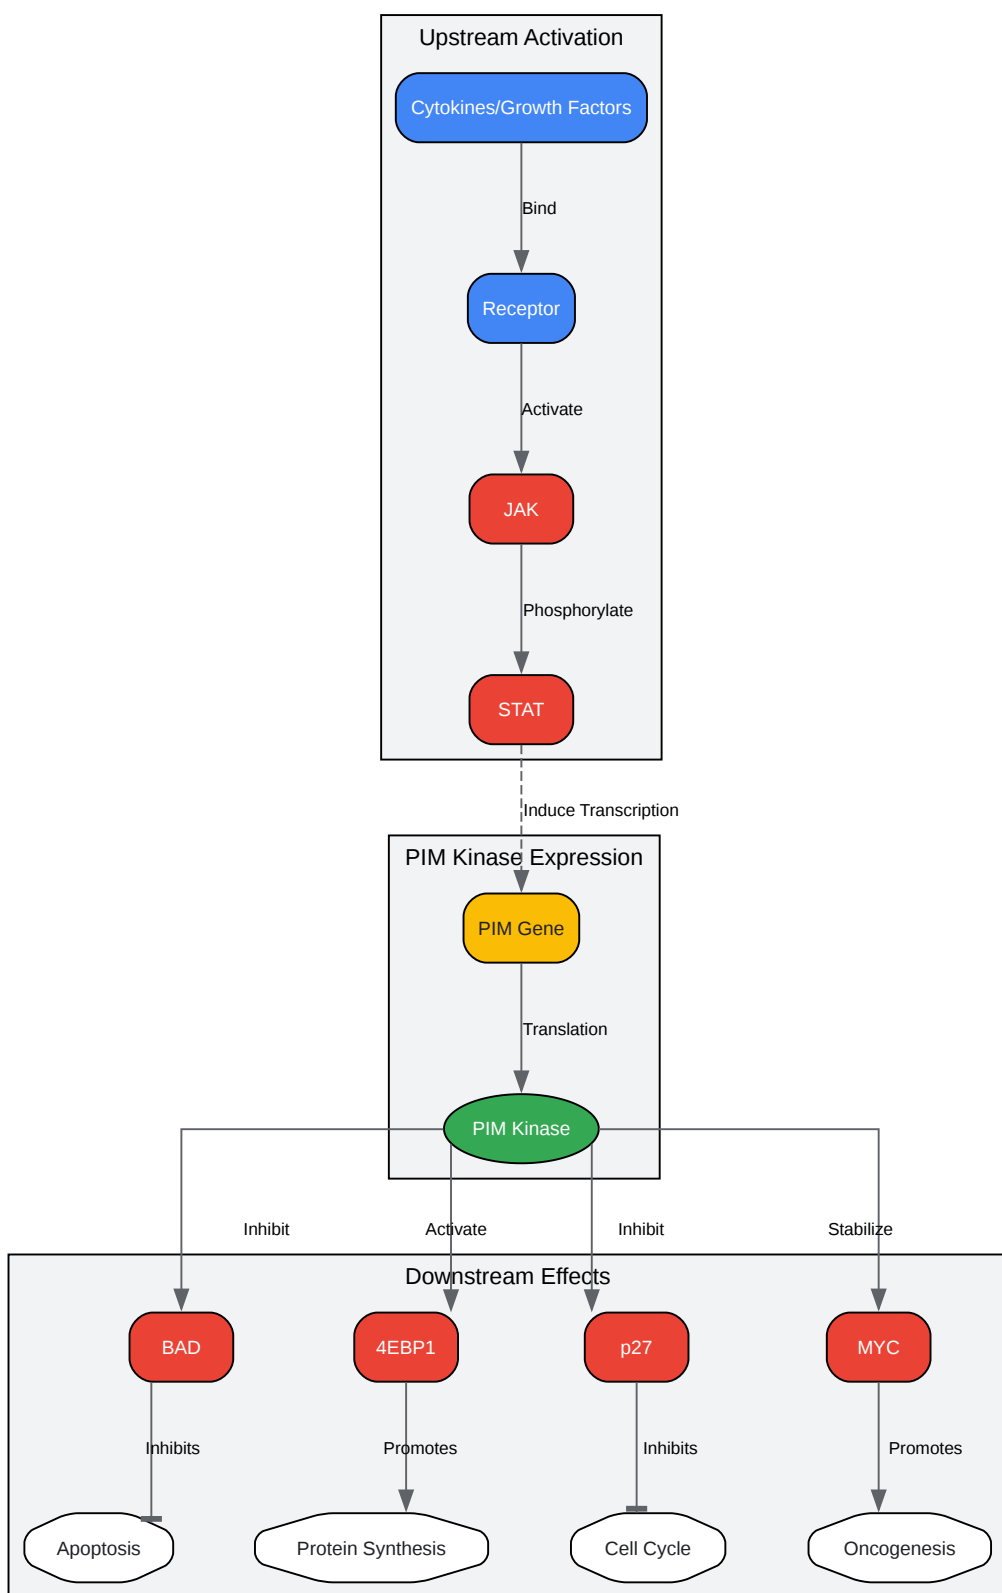 Upstream Activation
Cytokines/Growth Factors
Bind
Receptor
Activate
JAK
Phosphorylate
STAT
Induce Transcription
PIM Kinase Expression
PIM Gene
Translation
PIM Kinase
Inhibit
Activate
Inhibit
Stabilize
Downstream Effects
BAD
4EBP1
p27
MYC
Inhibits
Promotes
Inhibits
Promotes
Apoptosis
Protein Synthesis
Cell Cycle
Oncogenesis